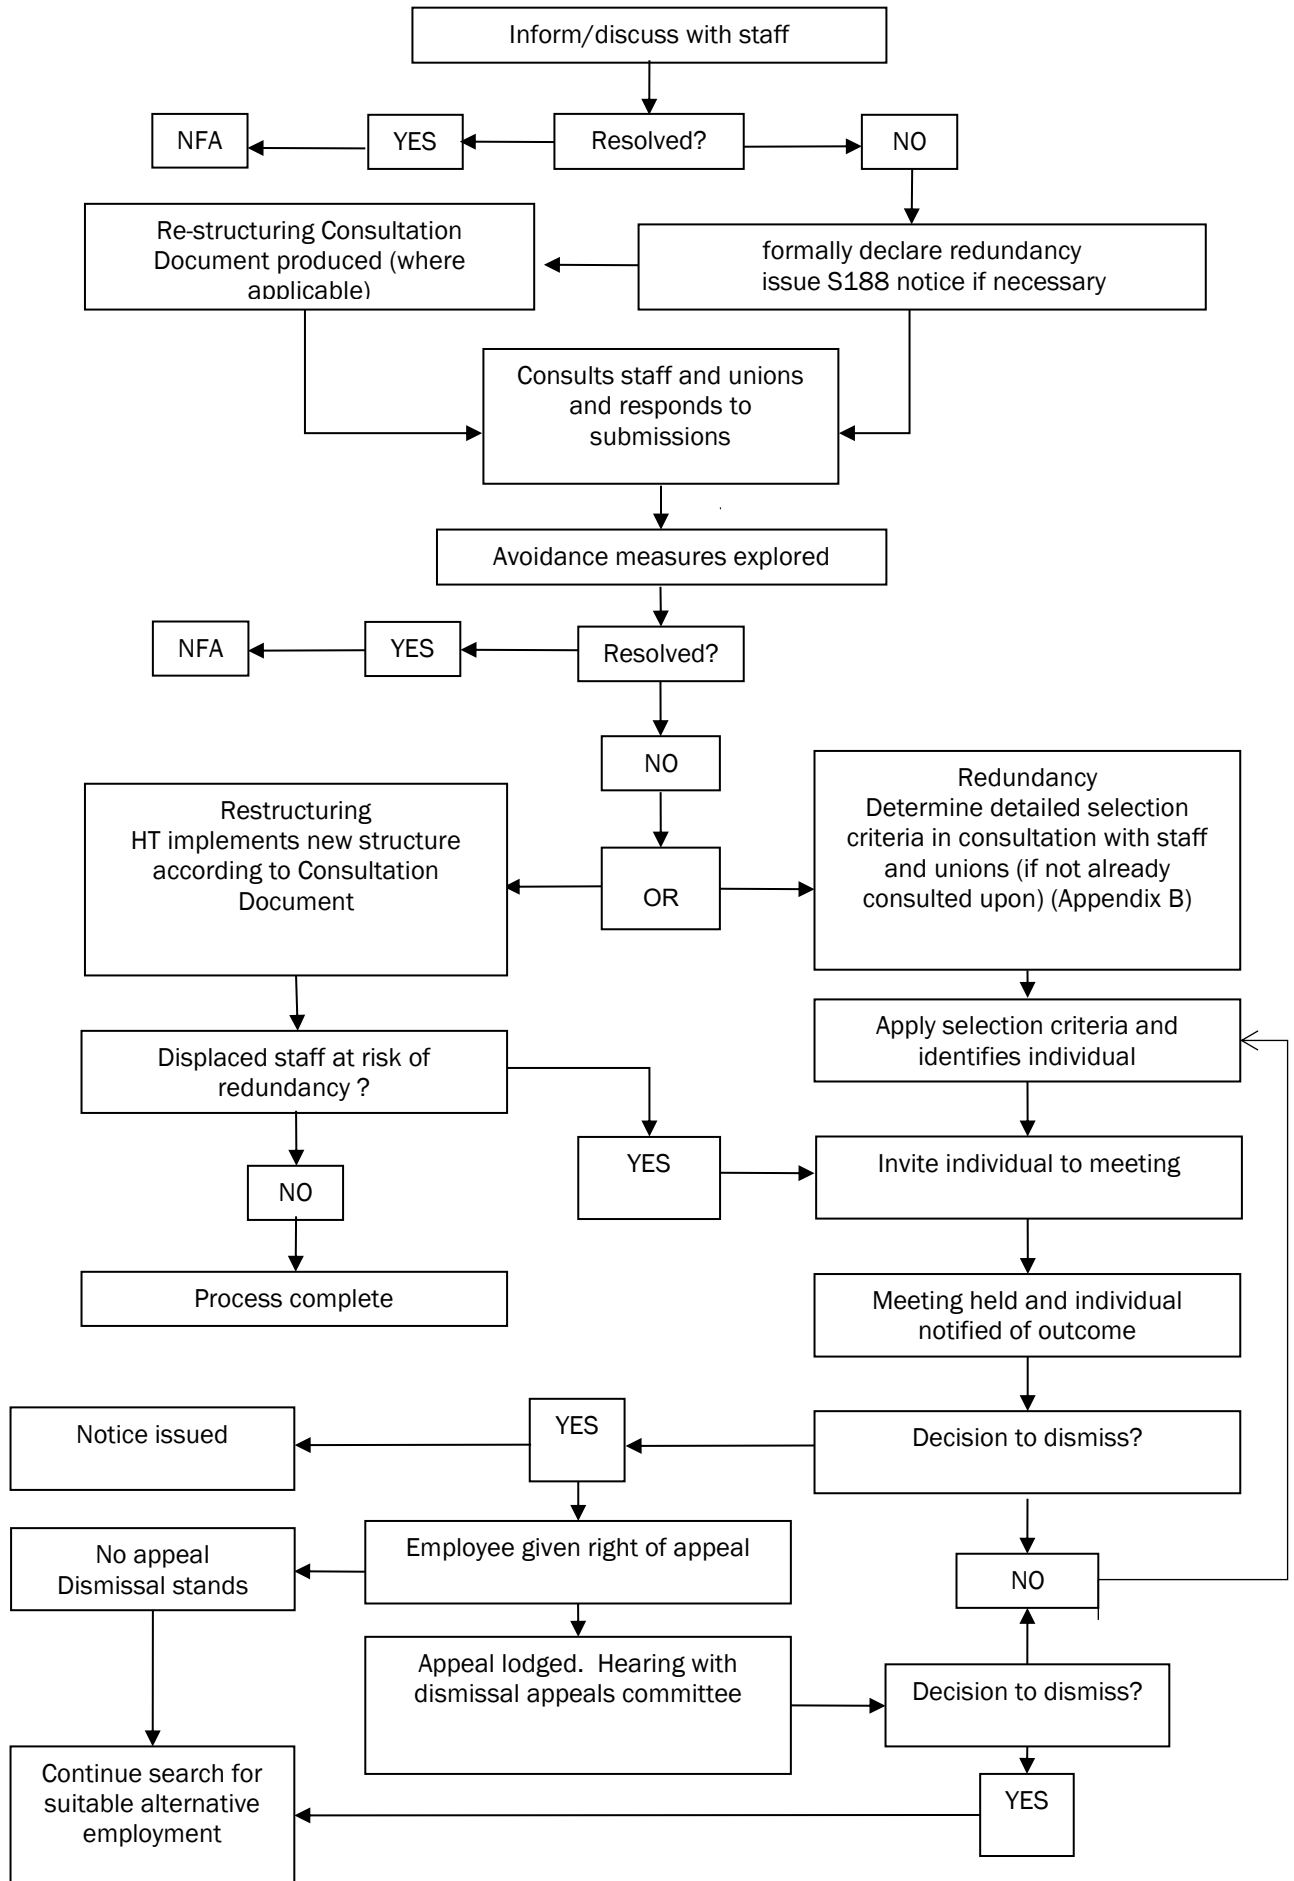 Inform/discuss with staff
NFA
YES
Resolved?
NO
Re-structuring Consultation
Document produced (where
applicable)
formally declare redundancy
issue S188 notice if necessary
Consults staff and unions
and responds to
submissions
Avoidance measures explored
NFA
YES
Resolved?
NO
Restructuring
HT implements new structure
according to Consultation
Document
OR
Redundancy
Determine detailed selection
criteria in consultation with staff
and unions (if not already
consulted upon) (Appendix B)
Apply selection criteria and
identifies individual
Displaced staff at risk of
redundancy ?
YES
Invite individual to meeting
NO
Process complete
Meeting held and individual
notified of outcome
Notice issued
YES
Decision to dismiss?
No appeal
Dismissal stands
Employee given right of appeal
NO
Appeal lodged.  Hearing with
dismissal appeals committee
Decision to dismiss?
Continue search for
suitable alternative
employment
YES